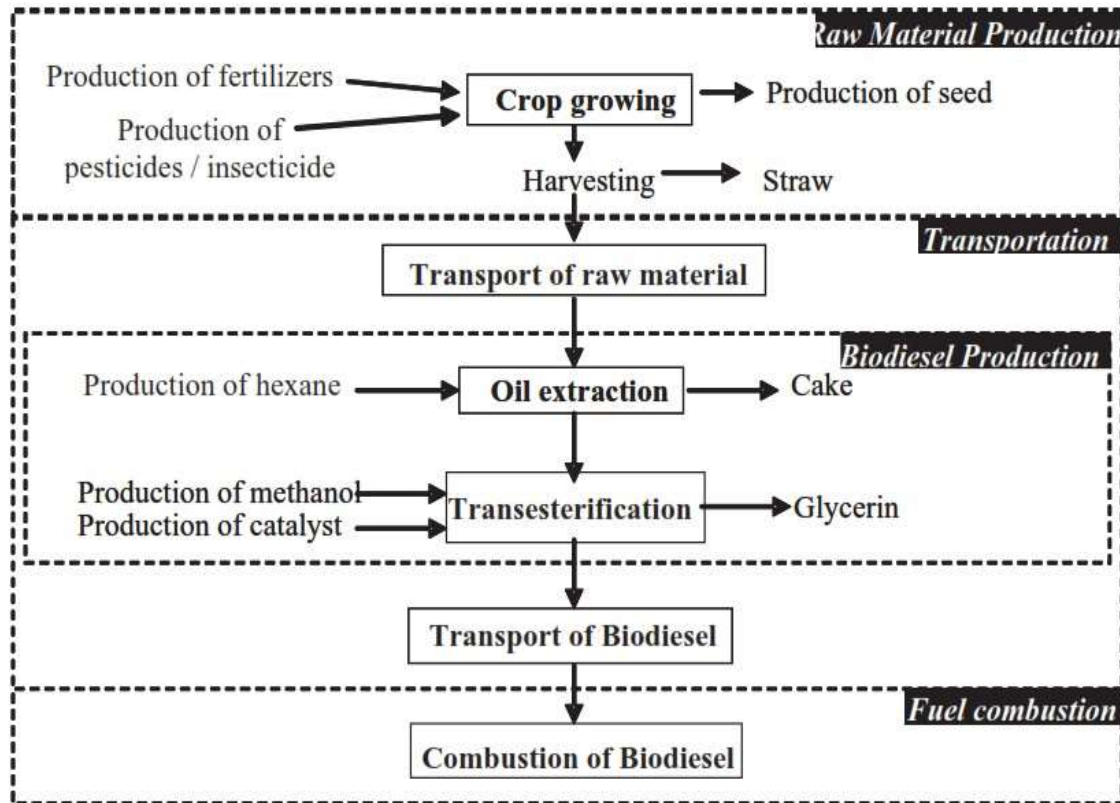 Raw Material Production
Production of fertilizers
Crop growing
Production of seed
Production of
pesticides / insecticide
Harvesting
Straw
Transportation
Transport of raw material
Biodiesel Production
Production of hexane
Oil extraction
Cake
Production of methanol
Production of catalyst
Transesterification
Glycerin
Transport of Biodiesel
Fuel combustion
Combustion of Biodiesel